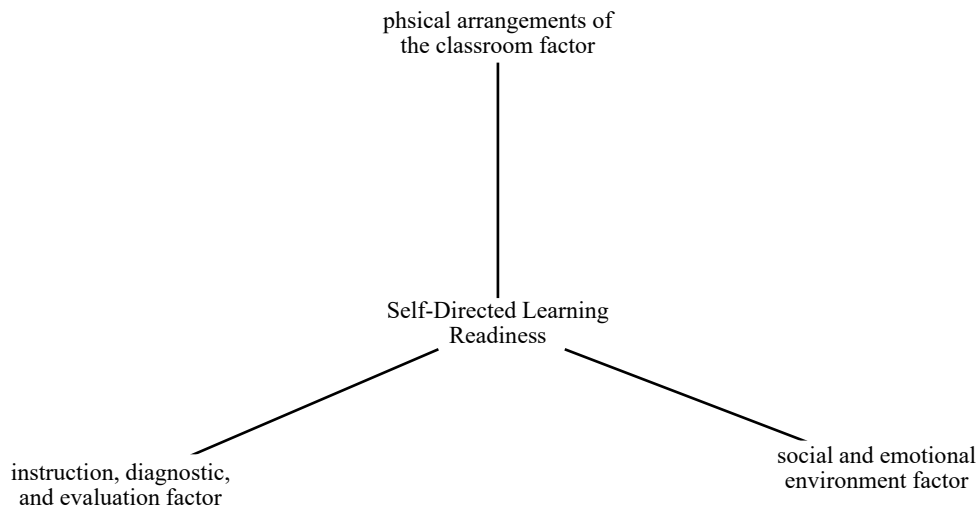 phsical arrangements of
the classroom factor
Self-Directed Learning
Readiness
instruction, diagnostic,
and evaluation factor
social and emotional
environment factor